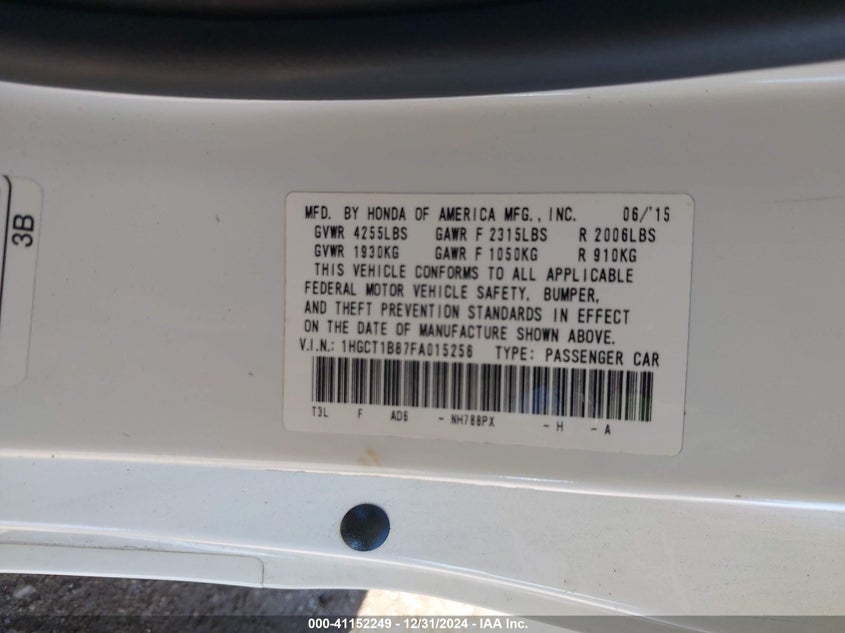 3B
MFD. BY HONDA OF AMERICA MFG., INC. 06/'15
GVWR 4255LBS GAWR F 2315LBS R 2006LBS
GVWR 1930KG GAWR F 1050KG R 910KG
THIS VEHICLE CONFORMS TO ALL APPLICABLE
FEDERAL MOTOR VEHICLE SAFETY, BUMPER,
AND THEFT PREVENTION STANDARDS IN EFFECT
ON THE DATE OF MANUFACTURE SHOWN ABOVE.
V.I.N.: 1HGCT1B87FA015256 TYPE: PASSENGER CAR
T3L F AD6 - NH788PX - H - A
000-41152249 - 12/31/2024 - IAA Inc.